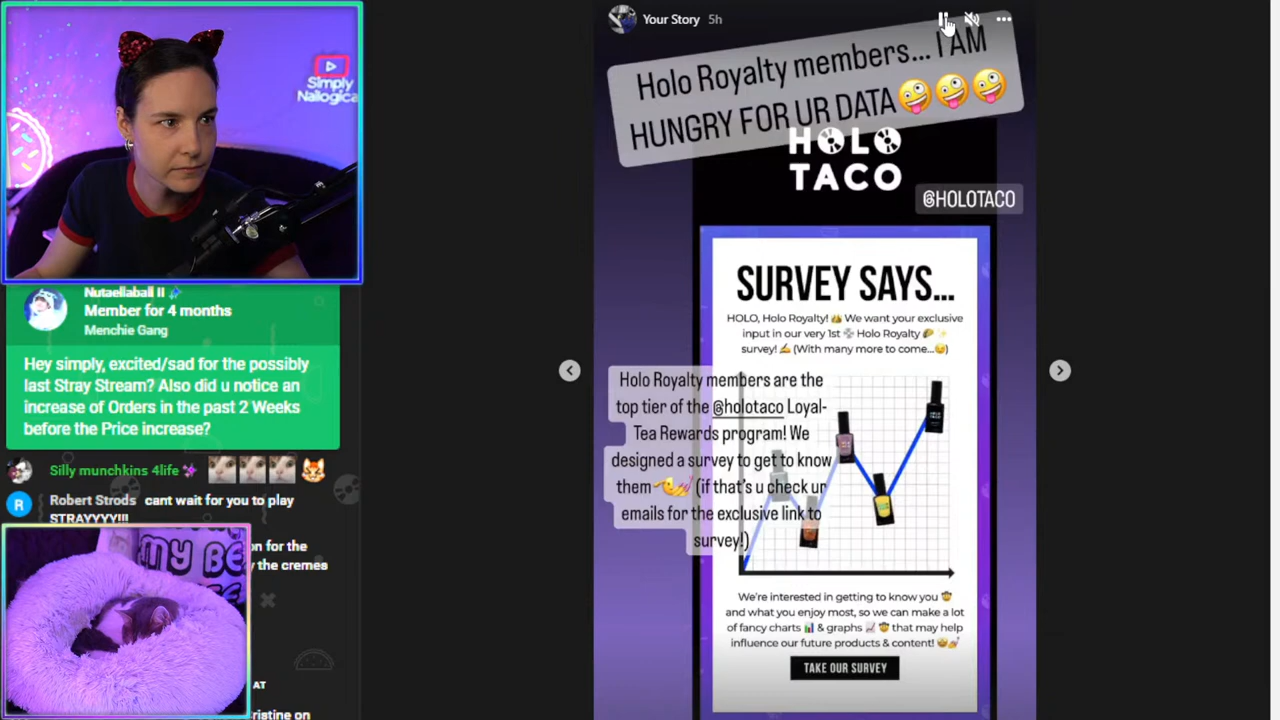 Simply
Nailogical
Nutaellaball II
Member for 4 months
Menchie Gang
Hey simply, excited/sad for the possibly
last Stray Stream? Also did u notice an
increase of Orders in the past 2 Weeks
before the Price increase?
Silly munchkins 4life
R
Robert Strods cant wait for you to play
STRAYYYY!!!
on for the
y the cremes
MY BE
AT
ristine on
Your Story 5h
Holo Royalty members... I AM
HUNGRY FOR UR DATA🤪🤪🤪
HOLO
TACO
@HOLOTACO
SURVEY SAYS...
HOLO, Holo Royalty! 👑 We want your exclusive
input in our very 1st 💠 Holo Royalty 🌮✨
survey! ✍️ (With many more to come...😉)
Holo Royalty members are the
top tier of the @holotaco Loyal-
Tea Rewards program! We
designed a survey to get to know
them 💅 (if that's u check ur
emails for the exclusive link to
survey!)
HOLO
TACO
We're interested in getting to know you 🤠
and what you enjoy most, so we can make a lot
of fancy charts 📊 & graphs 📈 🤠 that may help
influence our future products & content! 🤩💅
TAKE OUR SURVEY